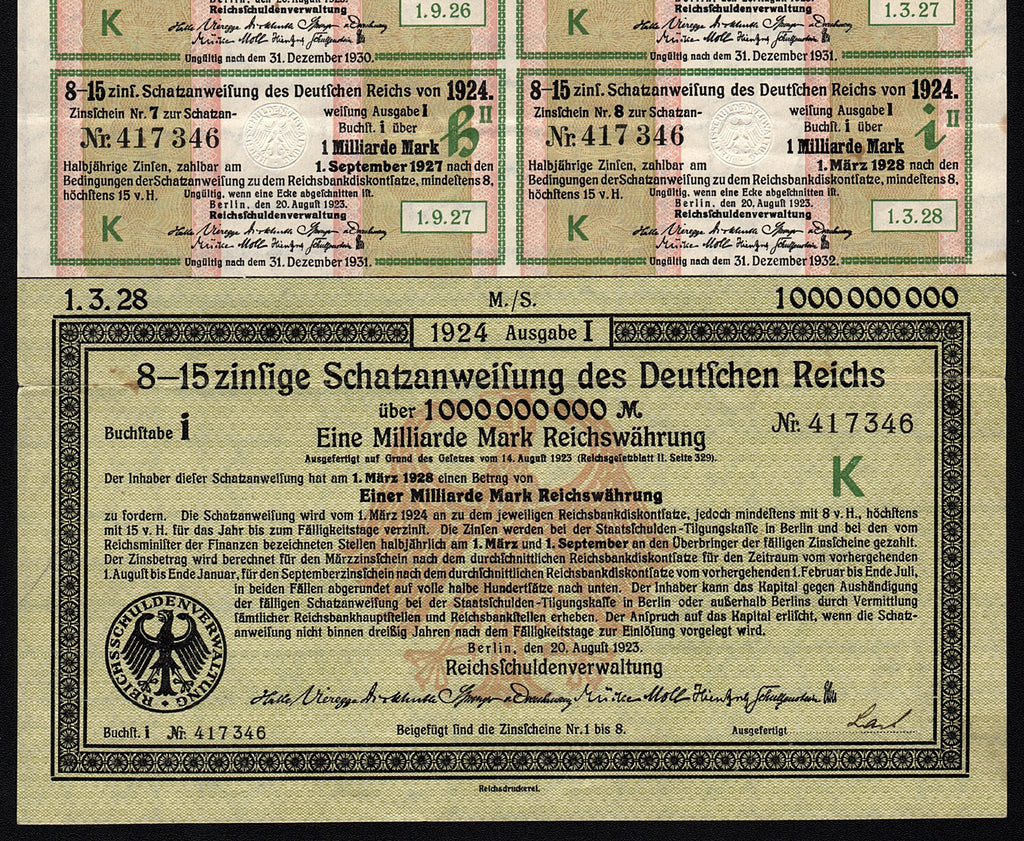 Reichsſchuldenverwaltung
K
1.9.26
Ungültig nach dem 31. Dezember 1930.
Reichsſchuldenverwaltung
K
1.3.27
Ungültig nach dem 31. Dezember 1931.
8–15 zinſ. Schatzanweiſung des Deutſchen Reichs von 1924.
Zinsſchein Nr. 7 zur Schatzan- weiſung Ausgabe I
Buchſt. i über
Nr. 417346
1 Milliarde Mark
II
Halbjährige Zinſen, zahlbar am 1. September 1927 nach den
Bedingungen der Schatzanweiſung zu dem Reichsbankdiskontſatze, mindeſtens 8,
höchſtens 15 v. H. Ungültig, wenn eine Ecke abgeſchnitten iſt.
Berlin, den 20. Auguſt 1923.
Reichsſchuldenverwaltung
K
1.9.27
Ungültig nach dem 31. Dezember 1931.
8–15 zinſ. Schatzanweiſung des Deutſchen Reichs von 1924.
Zinsſchein Nr. 8 zur Schatzan- weiſung Ausgabe I
Buchſt. i über
Nr. 417346
1 Milliarde Mark
i II
Halbjährige Zinſen, zahlbar am 1. März 1928 nach den
Bedingungen der Schatzanweiſung zu dem Reichsbankdiskontſatze, mindeſtens 8,
höchſtens 15 v. H. Ungültig, wenn eine Ecke abgeſchnitten iſt.
Berlin, den 20. Auguſt 1923.
Reichsſchuldenverwaltung
K
1.3.28
Ungültig nach dem 31. Dezember 1932.
1.3.28 M./S. 1000000000
1924 Ausgabe I
8–15 zinſige Schatzanweiſung des Deutſchen Reichs
über 1000000000 M.
Buchſtabe i
Nr. 417346
Eine Milliarde Mark Reichswährung
Ausgefertigt auf Grund des Geſetzes vom 14. Auguſt 1923 (Reichsgeſetzblatt II. Seite 329).
K
Der Inhaber dieſer Schatzanweiſung hat am 1. März 1928 einen Betrag von
Einer Milliarde Mark Reichswährung
zu fordern. Die Schatzanweiſung wird vom 1. März 1924 an zu dem jeweiligen Reichsbankdiskontſatze, jedoch mindeſtens mit 8 v. H., höchſtens
mit 15 v. H. für das Jahr bis zum Fälligkeitstage verzinſt. Die Zinſen werden bei der Staatsſchulden-Tilgungskaſſe in Berlin und bei den vom
Reichsminiſter der Finanzen bezeichneten Stellen halbjährlich am 1. März und 1. September an den Überbringer der fälligen Zinsſcheine gezahlt.
Der Zinsbetrag wird berechnet für den Märzzinsſchein nach dem durchſchnittlichen Reichsbankdiskontſatze für den Zeitraum vom vorhergehenden
1. Auguſt bis Ende Januar, für den Septemberzinsſchein nach dem durchſchnittlichen Reichsbankdiskontſatze vom vorhergehenden 1. Februar bis Ende Juli,
in beiden Fällen abgerundet auf volle halbe Hundertſätze nach unten. Der Inhaber kann das Kapital gegen Aushändigung
der fälligen Schatzanweiſung bei der Staatsſchulden-Tilgungskaſſe in Berlin oder außerhalb Berlins durch Vermittlung
ſämtlicher Reichsbankhauptſtellen und Reichsbankſtellen erheben. Der Anſpruch auf das Kapital erliſcht, wenn die Schatz-
anweiſung nicht binnen dreißig Jahren nach dem Fälligkeitstage zur Einlöſung vorgelegt wird.
Berlin, den 20. Auguſt 1923.
Reichsſchuldenverwaltung
REICHSSCHULDENVERWALTUNG
Buchſt. i Nr. 417346
Beigefügt ſind die Zinsſcheine Nr. 1 bis 8.
Ausgefertigt
Reichsdruckerei.